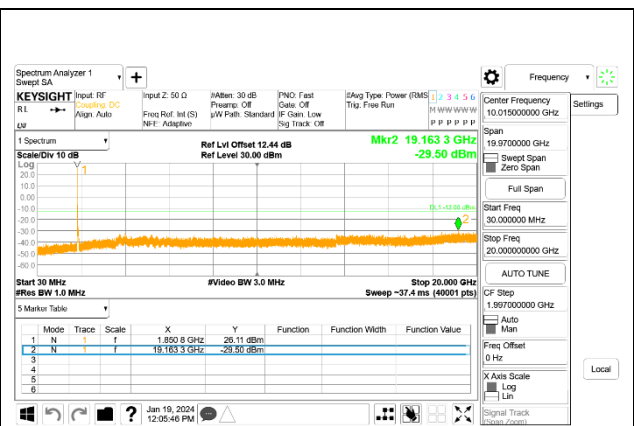 Spectrum Analyzer 1
Swept SA
Frequency
KEYSIGHT
Input: RF
Input Z: 50 Ω
#Atten: 30 dB
PNO: Fast
#Avg Type: Power (RMS
1 2 3 4 5 6
R L
Coupling: DC
Preamp: Off
Gate: Off
Trig: Free Run
M W W W W W
Align: Auto
Freq Ref: Int (S)
µW Path: Standard
IF Gain: Low
P P P P P P
NFE: Adaptive
Sig Track: Off
Center Frequency
10.015000000 GHz
Settings
1 Spectrum
Ref Lvl Offset 12.44 dB
Mkr2 19.163 3 GHz
Scale/Div 10 dB
Ref Level 30.00 dBm
-29.50 dBm
Span
19.9700000 GHz
Swept Span
Zero Span
Full Span
Log
1
20.0
10.0
0.00
-10.0
DL1 -13.00 dBm
2
-20.0
-30.0
-40.0
-50.0
-60.0
Start Freq
30.000000 MHz
Stop Freq
20.00000000 GHz
AUTO TUNE
Start 30 MHz
#Video BW 3.0 MHz
Stop 20.000 GHz
#Res BW 1.0 MHz
Sweep ~37.4 ms (40001 pts)
CF Step
1.997000000 GHz
Auto
Man
5 Marker Table
Mode Trace Scale X Y Function Function Width Function Value
1 N 1 f 1.850 8 GHz 26.11 dBm
2 N 1 f 19.163 3 GHz -29.50 dBm
3
4
5
6
Freq Offset
0 Hz
X Axis Scale
Log
Lin
Local
Signal Track
(Span Zoom)
?
Jan 19, 2024
12:05:46 PM